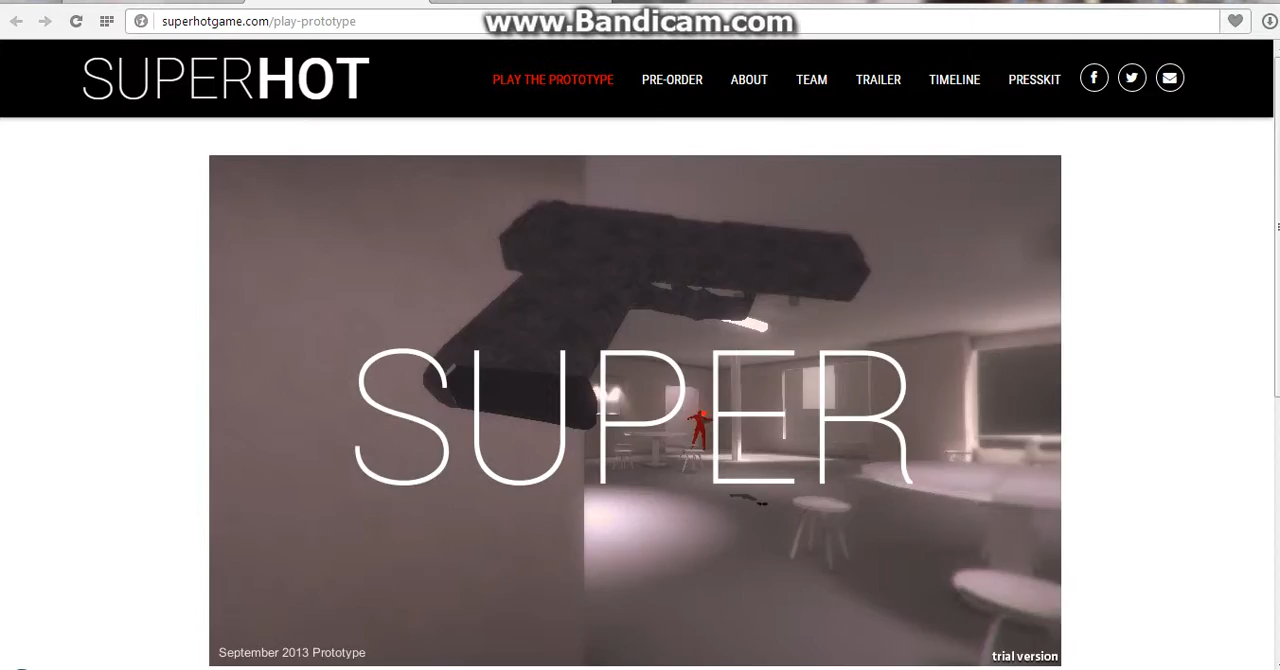 superhotgame.com/play-prototype
www.Bandicam.com
SUPERHOT
PLAY THE PROTOTYPE
PRE-ORDER
ABOUT
TEAM
TRAILER
TIMELINE
PRESSKIT
SUPER
September 2013 Prototype
trial version